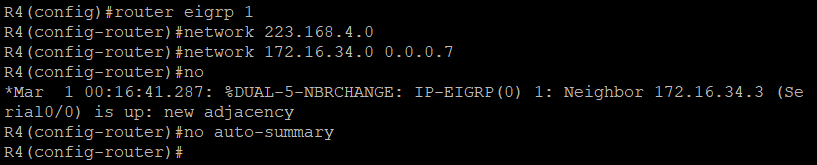 R4(config)#router eigrp 1
R4(config-router)#network 223.168.4.0
R4(config-router)#network 172.16.34.0 0.0.0.7
R4(config-router)#no
*Mar  1 00:16:41.287: %DUAL-5-NBRCHANGE: IP-EIGRP(0) 1: Neighbor 172.16.34.3 (Se
rial0/0) is up: new adjacency
R4(config-router)#no auto-summary
R4(config-router)#